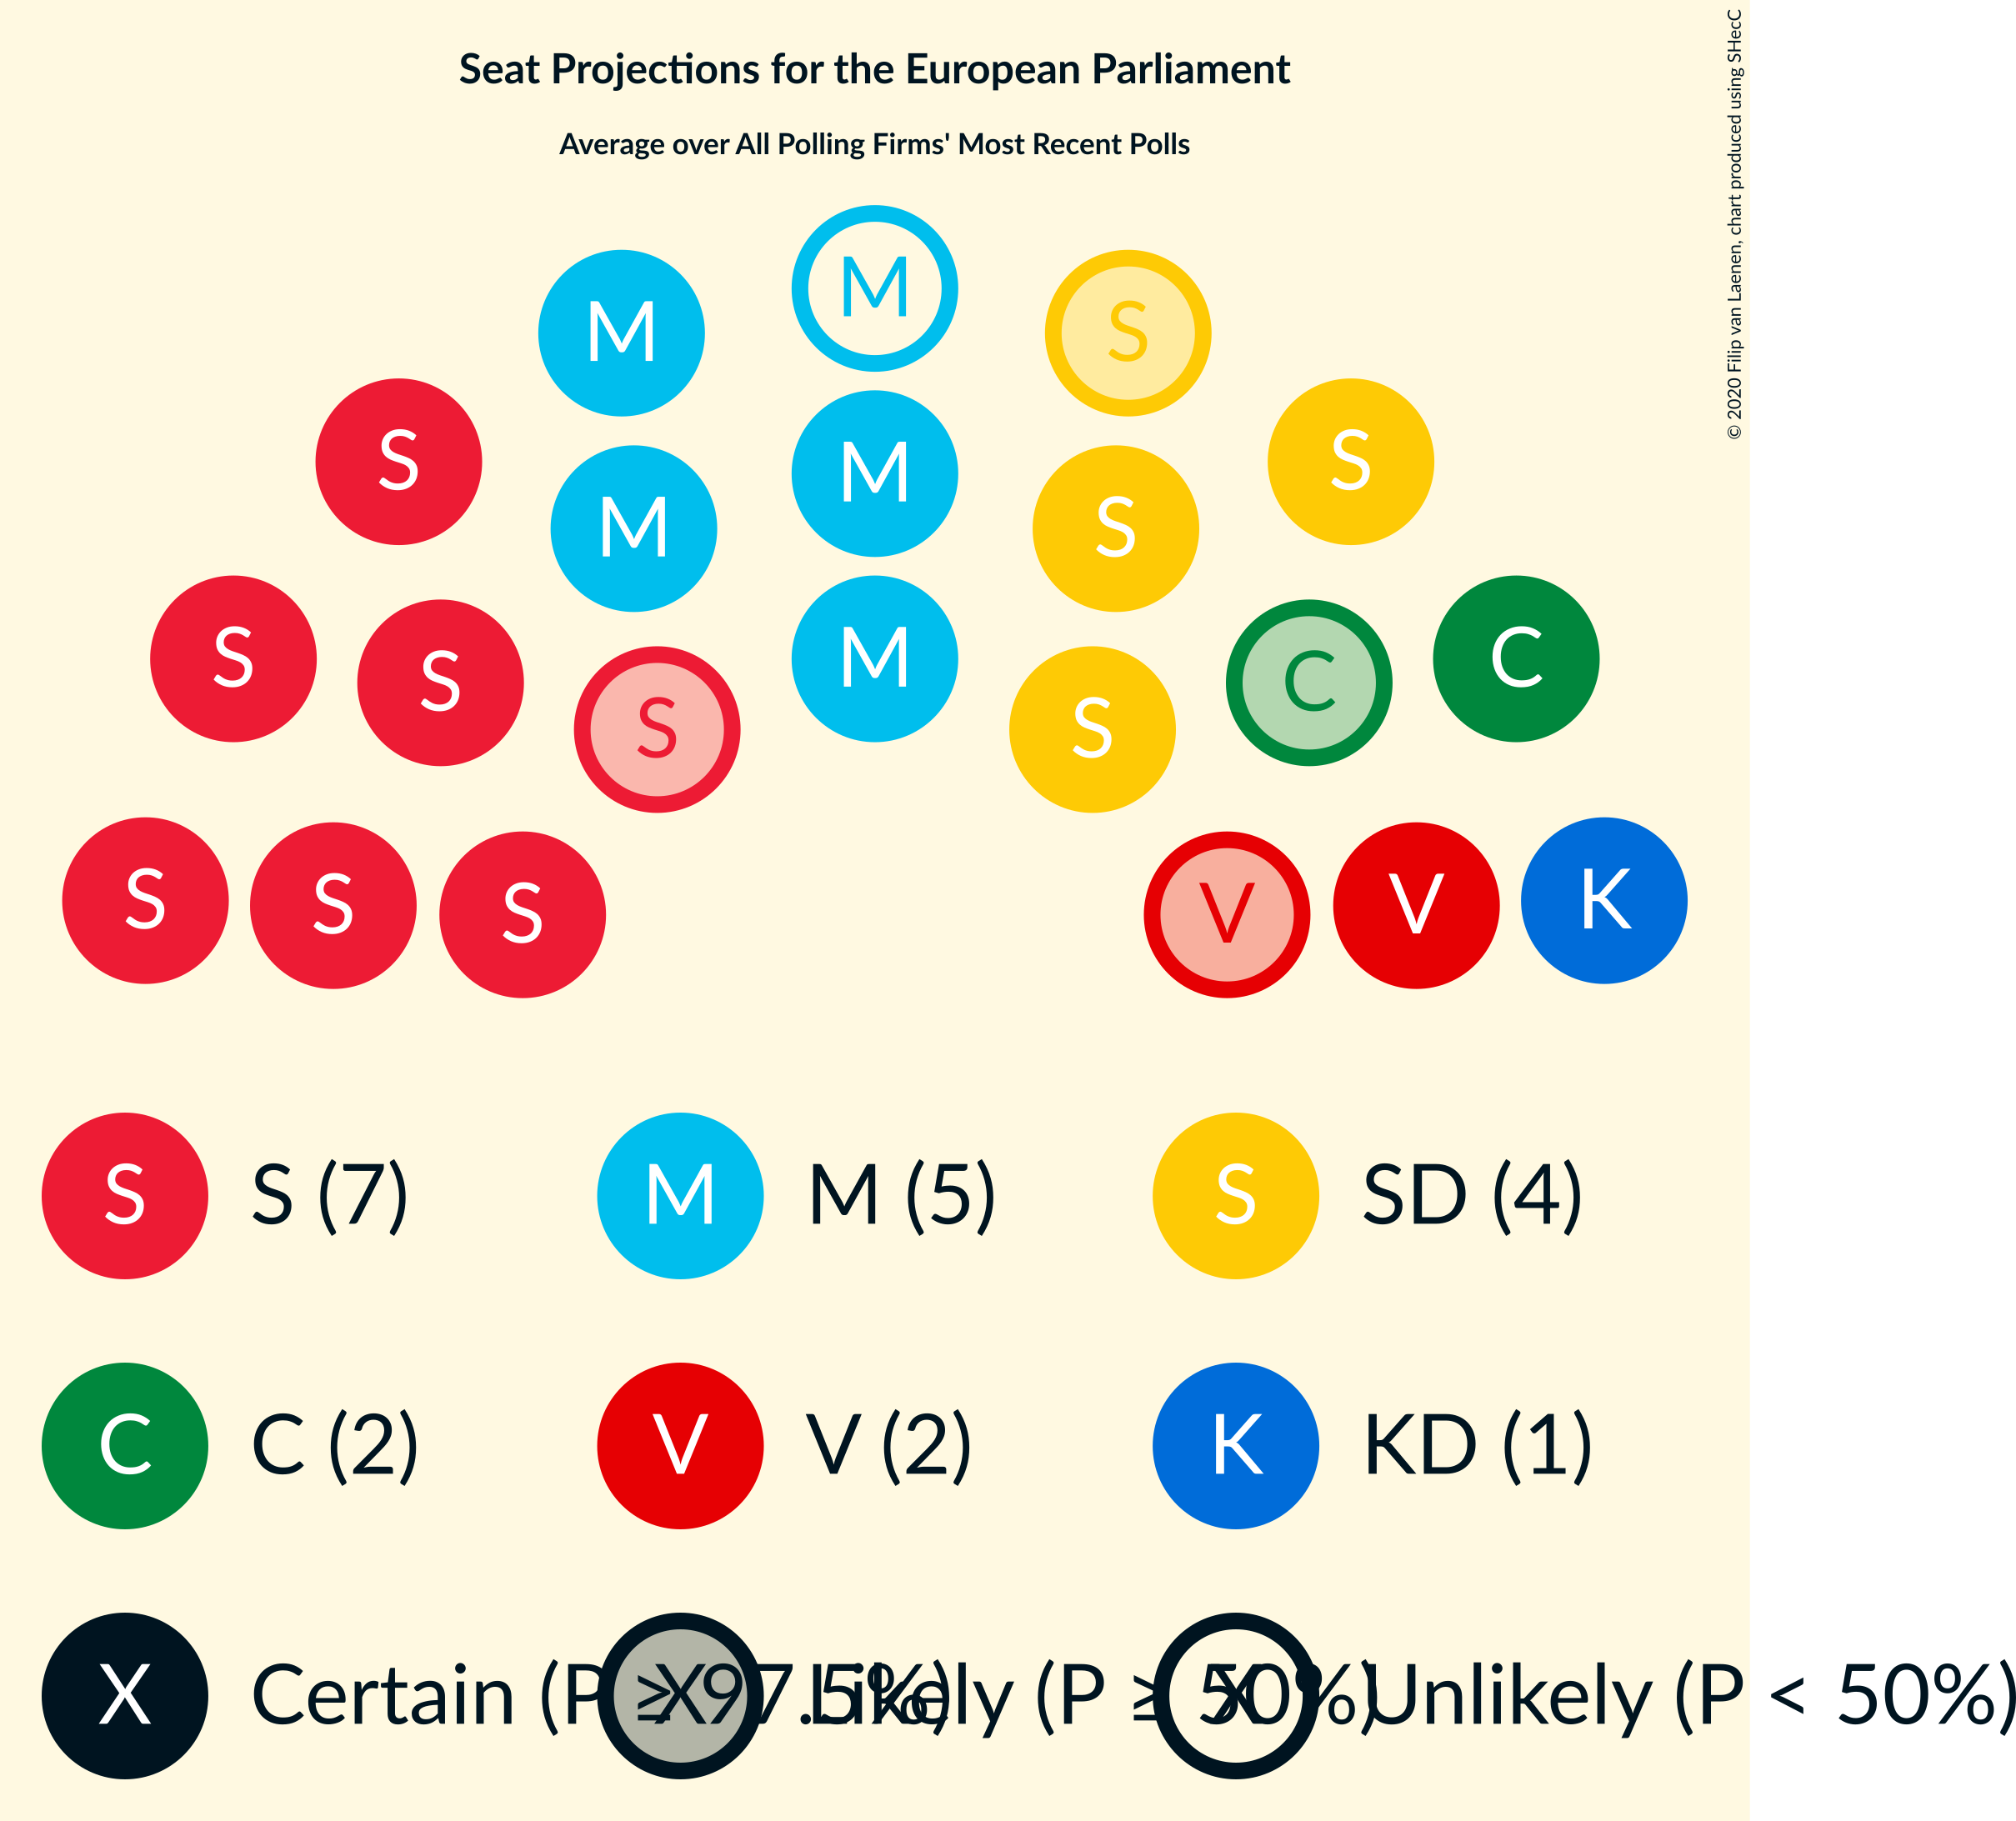 Seat Projections for the European Parliament
Average over All Polling Firms' Most Recent Polls
© 2020 Filip van Laenen, chart produced using SHecC
M
M
S
S
M
S
M
M
S
S
S
C
C
S
S
M
S
S
S
S
V
V
K
S S (7) M M (5) S SD (4)
C C (2) V V (2) K KD (1)
X Certain (P ≥ 97.5%) X Likely (P ≥ 50%) X Unlikely (P < 50%)